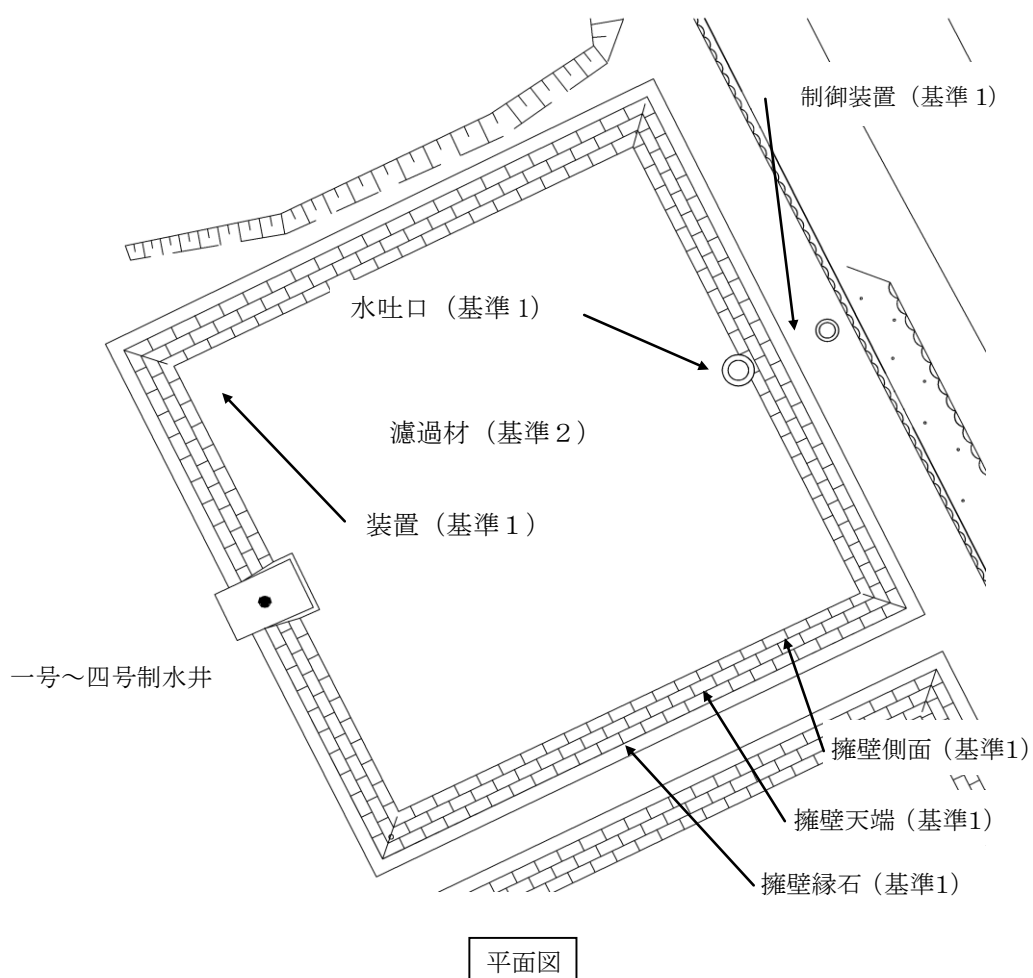 制御装置（基準1）
水吐口（基準1）
濾過材（基準２）
装置（基準１）
一号～四号制水井
擁壁側面（基準1）
擁壁天端（基準1）
擁壁縁石（基準1）
平面図